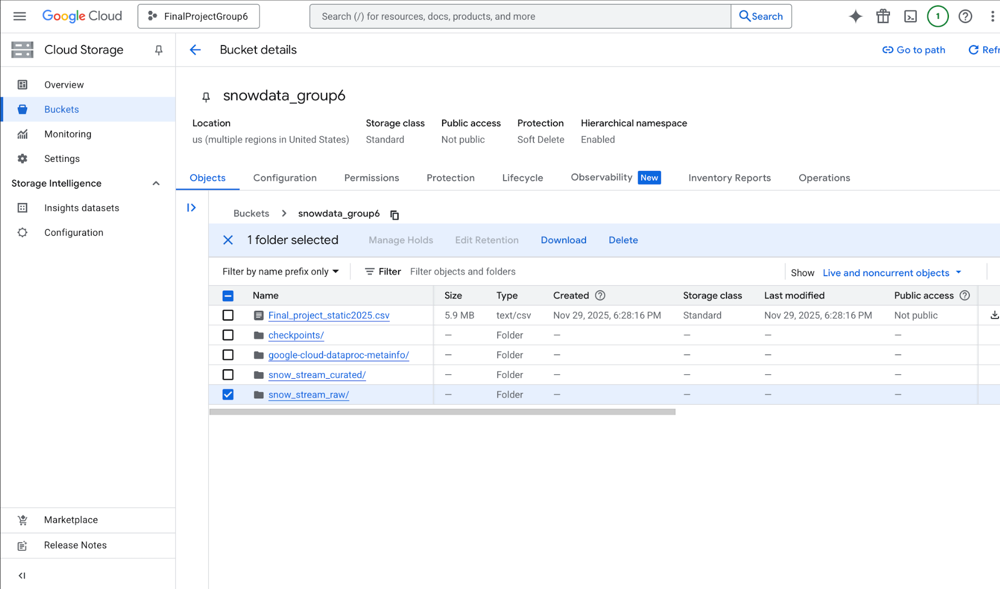 Google Cloud
FinalProjectGroup6
Search (/) for resources, docs, products, and more
Search
1
Cloud Storage
Bucket details
Go to path
Refr
Overview
Buckets
Monitoring
Settings
Storage Intelligence
Insights datasets
Configuration
Marketplace
Release Notes
snowdata_group6
Location Storage class Public access Protection Hierarchical namespace
us (multiple regions in United States) Standard Not public Soft Delete Enabled
Objects Configuration Permissions Protection Lifecycle Observability New Inventory Reports Operations
Buckets > snowdata_group6
1 folder selected Manage Holds Edit Retention Download Delete
Filter by name prefix only Filter Filter objects and folders Show Live and noncurrent objects
Name Size Type Created Storage class Last modified Public access
Final_project_static2025.csv 5.9 MB text/csv Nov 29, 2025, 6:28:16 PM Standard Nov 29, 2025, 6:28:16 PM Not public
checkpoints/ — Folder — — — —
google-cloud-dataproc-metainfo/ — Folder — — — —
snow_stream_curated/ — Folder — — — —
snow_stream_raw/ — Folder — — — —